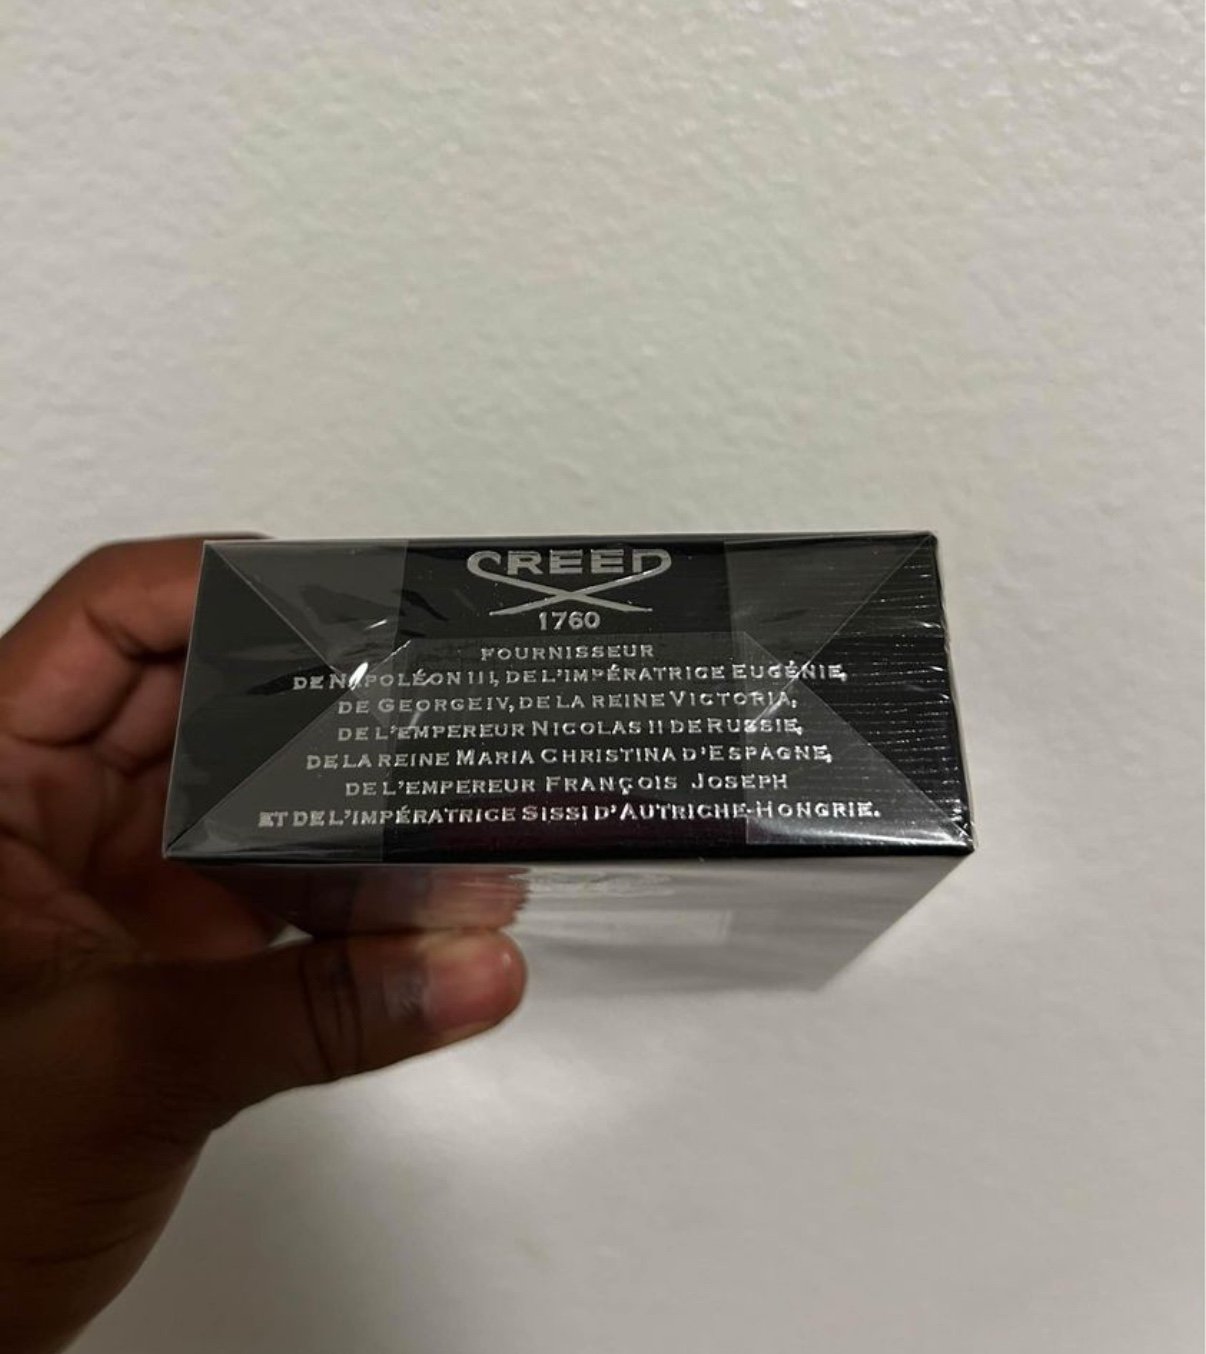 CREED
1760
FOURNISSEUR
DE NAPOLÉON III, DE L'IMPÉRATRICE EUGÉNIE,
DE GEORGE IV, DE LA REINE VICTORIA,
DE L'EMPEREUR NICOLAS II DE RUSSIE,
DE LA REINE MARIA CHRISTINA D'ESPAGNE,
DE L'EMPEREUR FRANÇOIS JOSEPH
ET DE L'IMPÉRATRICE SISSI D'AUTRICHE-HONGRIE.